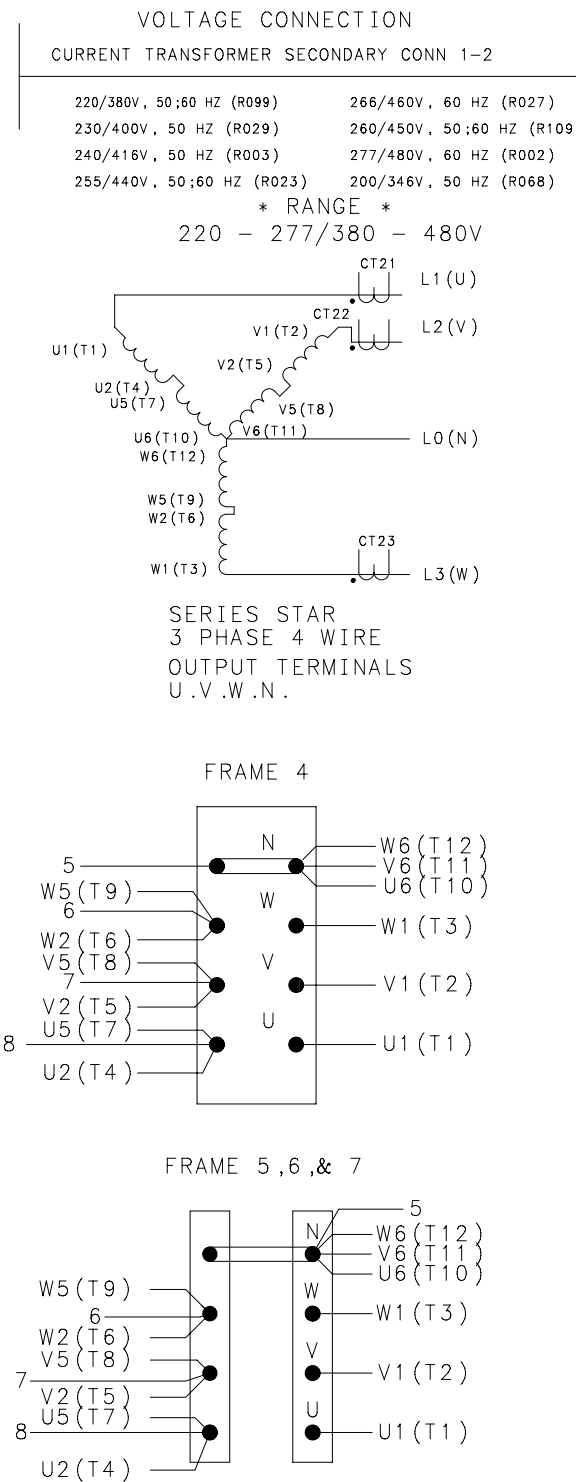 VOLTAGE CONNECTION
CURRENT TRANSFORMER SECONDARY CONN 1-2
220/380V, 50;60 HZ (R099)
266/460V, 60 HZ (R027)
230/400V, 50 HZ (R029)
260/450V, 50;60 HZ (R109
240/416V, 50 HZ (R003)
277/480V, 60 HZ (R002)
255/440V, 50;60 HZ (R023)
200/346V, 50 HZ (R068)
* RANGE *
220 - 277/380 - 480V
CT21
L1(U)
CT22
L2(V)
V1(T2)
U1(T1)
V2(T5)
U2(T4)
U5(T7)
V5(T8)
V6(T11)
U6(T10)
L0(N)
W6(T12)
W5(T9)
W2(T6)
CT23
W1(T3)
L3(W)
SERIES STAR
3 PHASE 4 WIRE
OUTPUT TERMINALS
U.V.W.N.
FRAME 4
N
W6(T12)
5
V6(T11)
U6(T10)
W5(T9)
W
6
W1(T3)
W2(T6)
V5(T8)
V
7
V1(T2)
V2(T5)
U5(T7)
U
8
U1(T1)
U2(T4)
FRAME 5,6,& 7
5
N
W6(T12)
V6(T11)
U6(T10)
W5(T9)
W
6
W1(T3)
W2(T6)
V5(T8)
V
7
V1(T2)
V2(T5)
U5(T7)
U
8
U1(T1)
U2(T4)